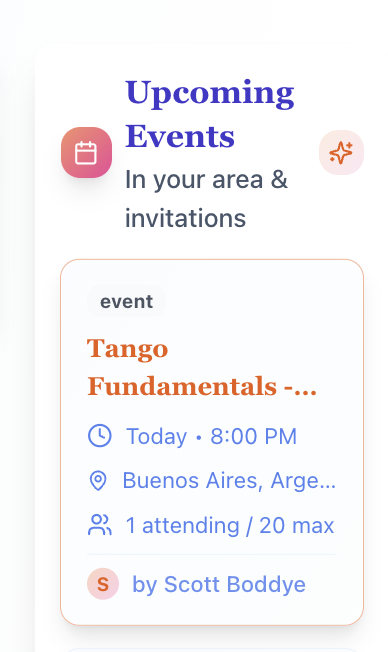 Upcoming
Events
In your area &
invitations
event
Tango
Fundamentals -...
Today • 8:00 PM
Buenos Aires, Arge...
1 attending / 20 max
S by Scott Boddye